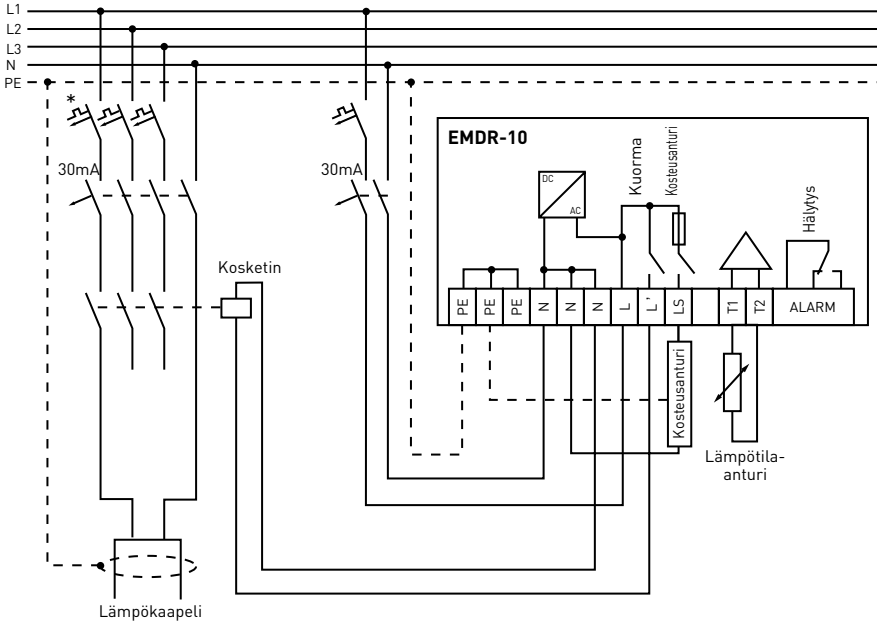 L1
L2
L3
N
PE
*
30mA
30mA
EMDR-10
DC
AC
Kuorma
Kosteusanturi
Hälytys
Kosketin
PE
PE
PE
N
N
N
L
L'
LS
T1
T2
ALARM
Kosteusanturi
Lämpötila-
anturi
Lämpökaapeli